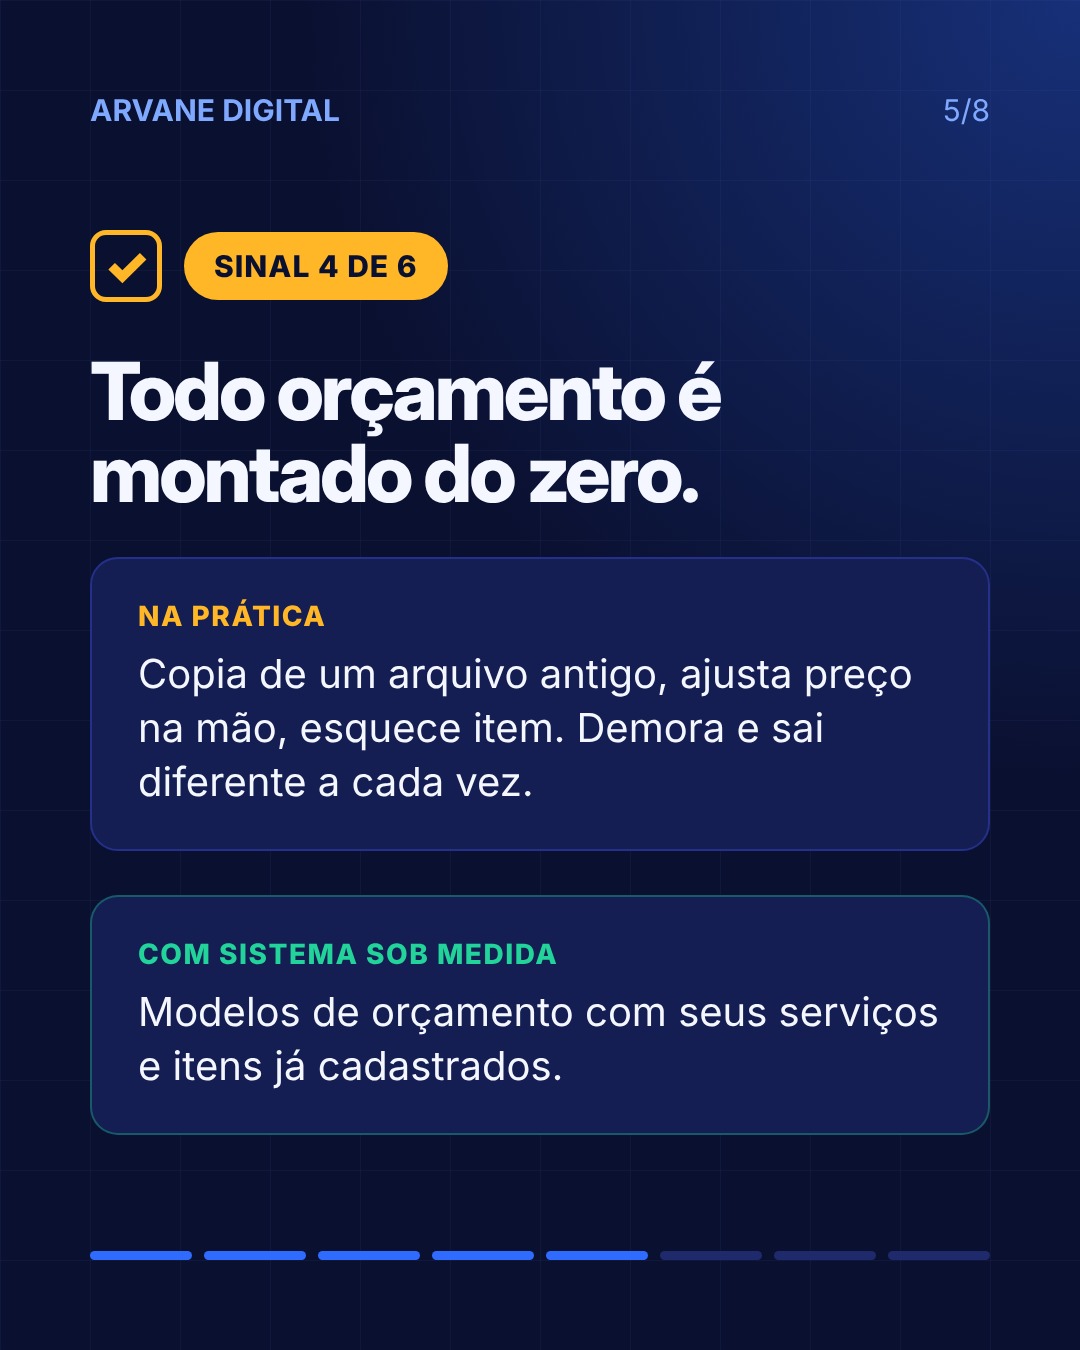 ARVANE DIGITAL
5/8
SINAL 4 DE 6
Todo orçamento é
montado do zero.
NA PRÁTICA
Copia de um arquivo antigo, ajusta preço
na mão, esquece item. Demora e sai
diferente a cada vez.
COM SISTEMA SOB MEDIDA
Modelos de orçamento com seus serviços
e itens já cadastrados.